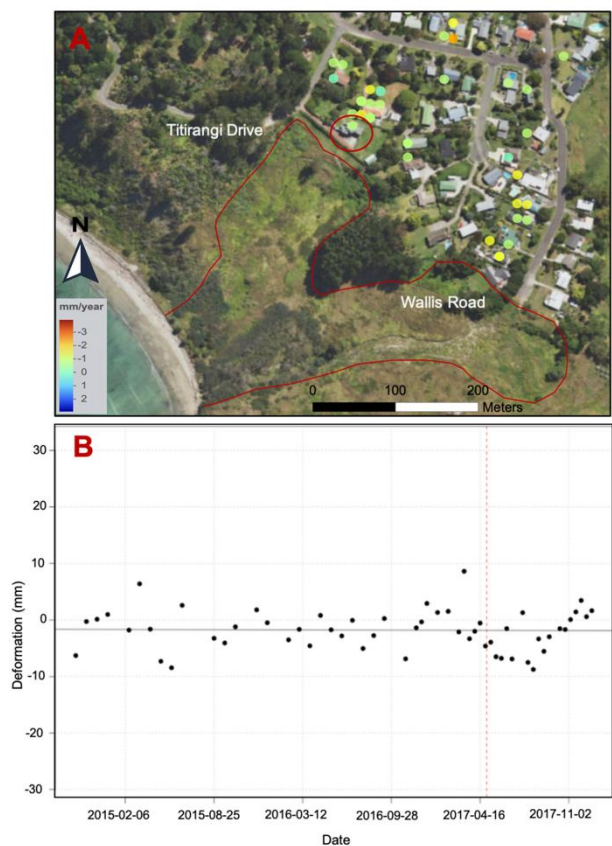 A
Titirangi Drive
N
Wallis Road
mm/year
-3
-2
-1
0
1
2
0 100 200
Meters
B
Deformation (mm)
30
20
10
0
-10
-20
-30
2015-02-06 2015-08-25 2016-03-12 2016-09-28 2017-04-16 2017-11-02
Date